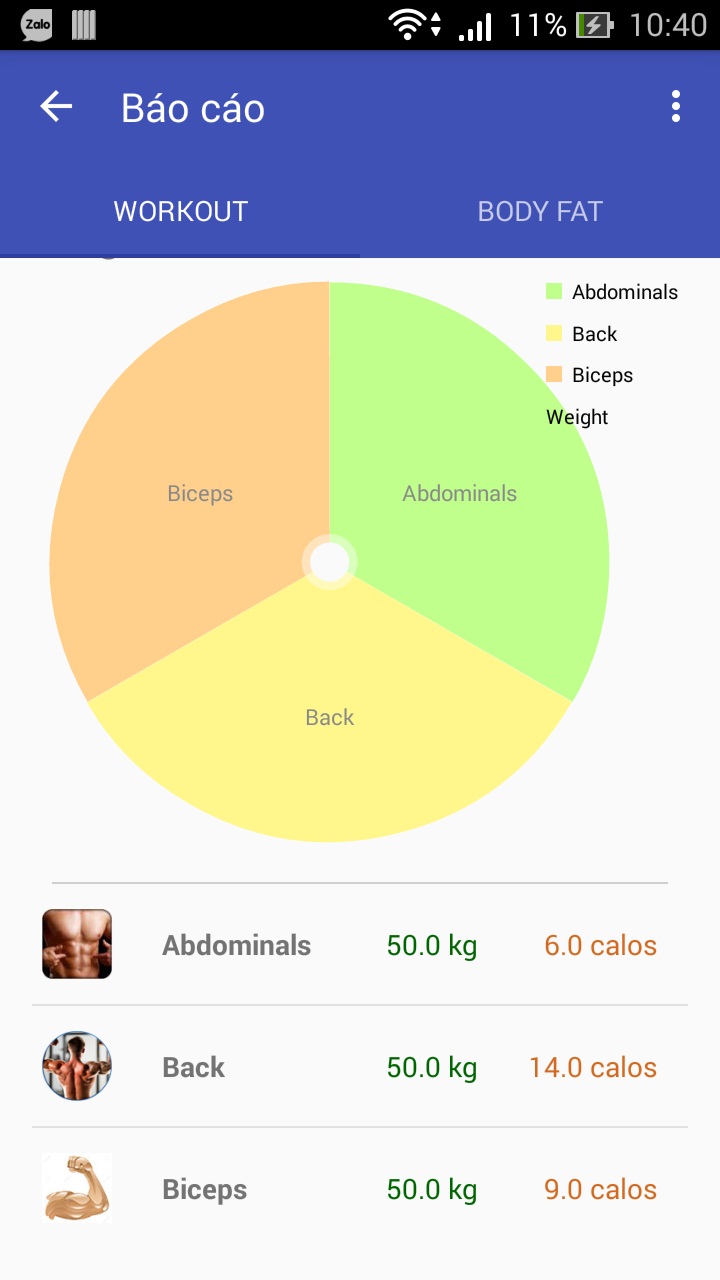 Zalo 11% 10:40
Báo cáo
WORKOUT BODY FAT
Abdominals
Back
Biceps
Weight
Biceps Abdominals
Back
Abdominals 50.0 kg 6.0 calos
Back 50.0 kg 14.0 calos
Biceps 50.0 kg 9.0 calos